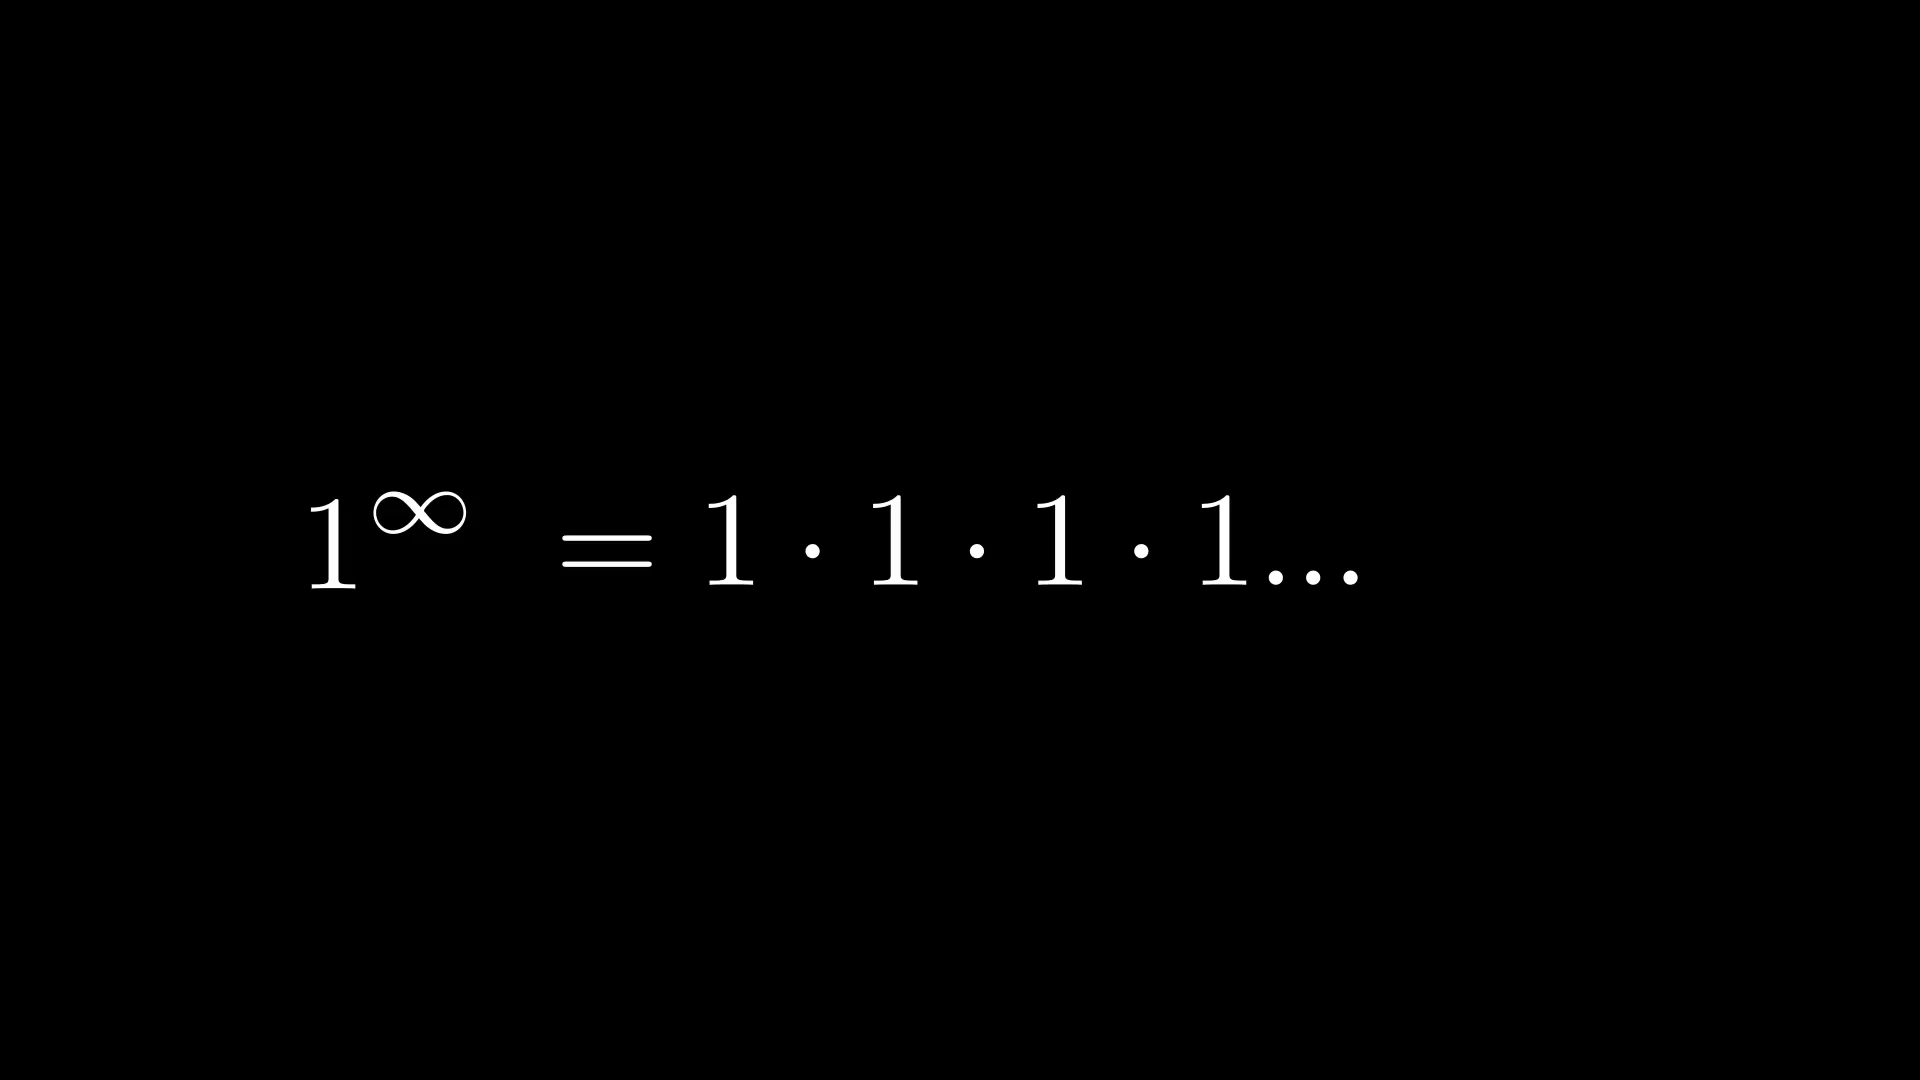 1^∞ = 1 · 1 · 1 · 1...